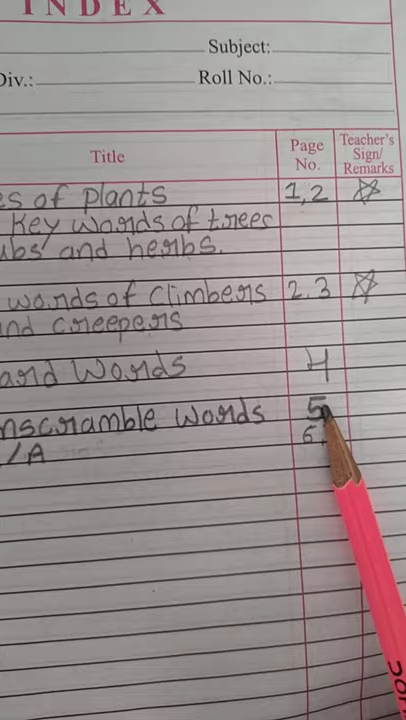 INDEX
Subject:
Div.: Roll No.:
Title Page No. Teacher's Sign/ Remarks
es of plants 1,2
Key words of trees
ubs and herbs.
words of climbers 2,3
nd creepers
ard Words 4
nscramble words 5
/A 6